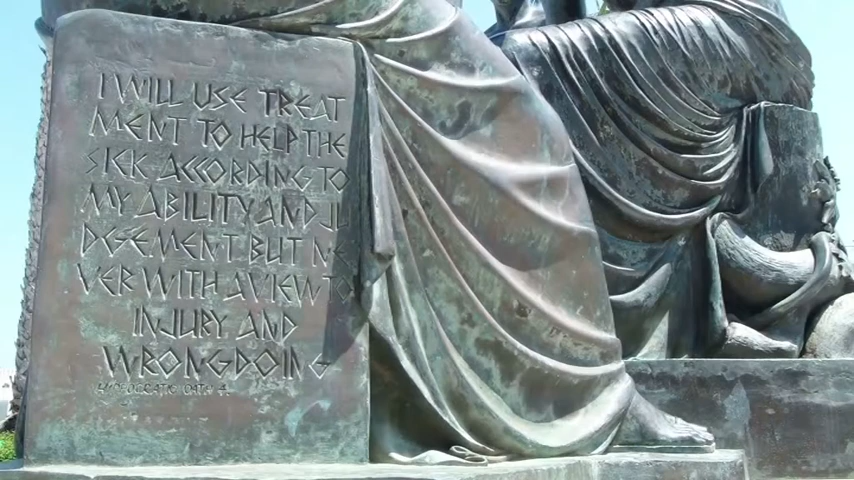 I WILL USE TREAT
MENT TO HELP THE
SICK ACCORDING TO
MY ABILITY AND JU
DGEMENT BUT NE
VER WITH A VIEW TO
INJURY AND
WRONGDOING
HIPPOCRATIC OATH